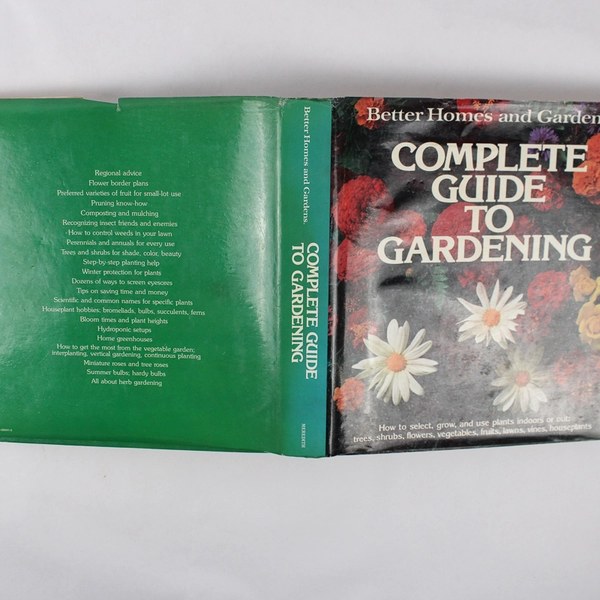 Regional advice
Flower border plans
Preferred varieties of fruit for small-lot use
Pruning know-how
Composting and mulching
Recognizing insect friends and enemies
How to control weeds in your lawn
Perennials and annuals for every use
Trees and shrubs for shade, color, beauty
Step-by-step planting help
Winter protection for plants
Dozens of ways to screen eyesores
Tips on saving time and money
Scientific and common names for specific plants
Houseplant hobbies; bromeliads, bulbs, succulents, ferns
Bloom times and plant heights
Hydroponic setups
Home greenhouses
How to get the most from the vegetable garden;
interplanting, vertical gardening, continuous planting
Miniature roses and tree roses
Summer bulbs; hardy bulbs
All about herb gardening
Better Homes and Gardens®
COMPLETE GUIDE
TO GARDENING
MEREDITH
Better Homes and Garden
COMPLETE
GUIDE
TO
GARDENING
How to select, grow, and use plants indoors or out:
trees, shrubs, flowers, vegetables, fruits, lawns, vines, houseplants